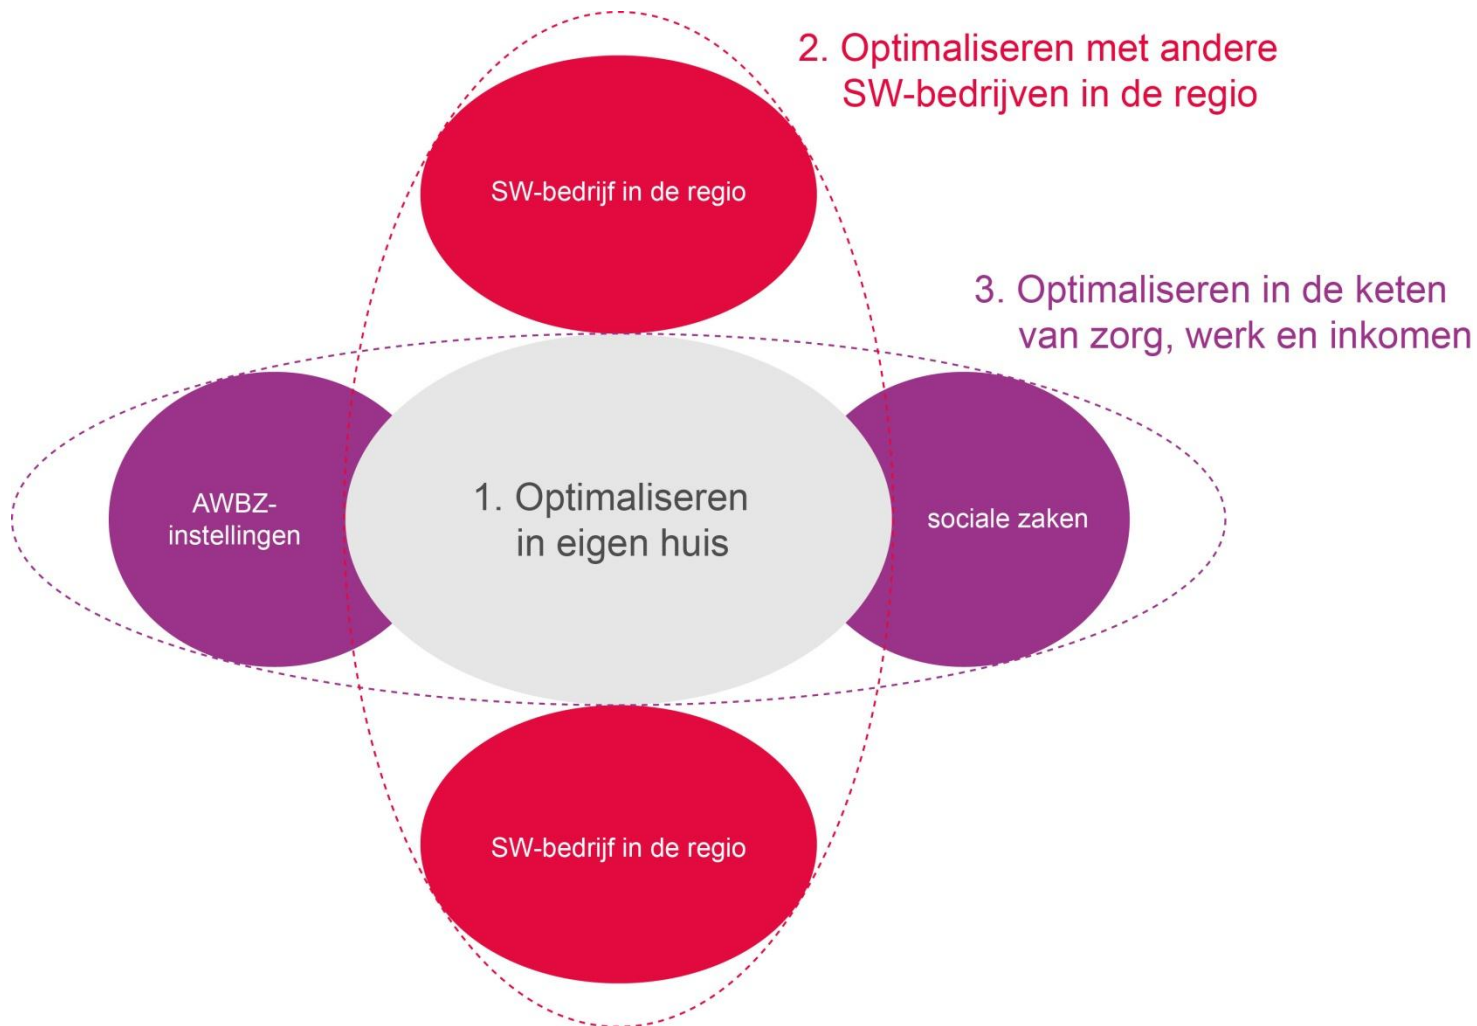 2. Optimaliseren met andere
SW-bedrijven in de regio
SW-bedrijf in de regio
3. Optimaliseren in de keten
van zorg, werk en inkomen
AWBZ-
instellingen
1. Optimaliseren
in eigen huis
sociale zaken
SW-bedrijf in de regio